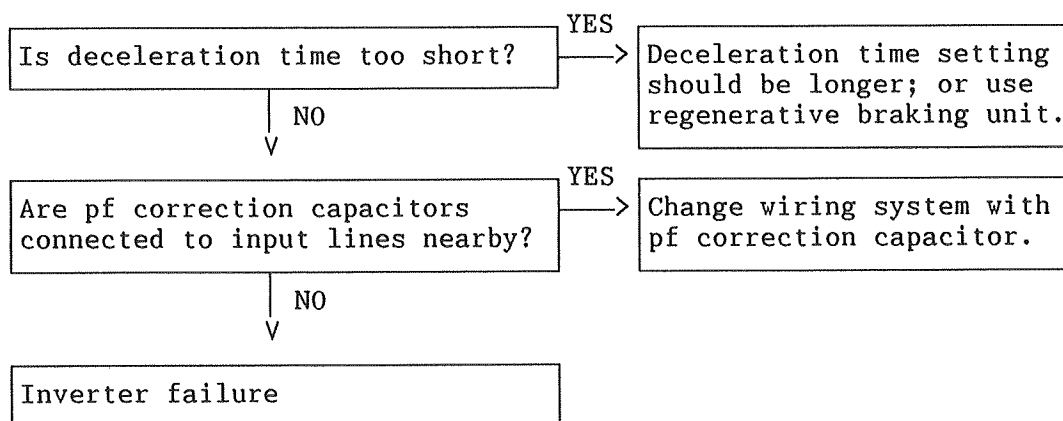 YES
Is deceleration time too short?
Deceleration time setting
should be longer; or use
regenerative braking unit.
NO
YES
Are pf correction capacitors
connected to input lines nearby?
Change wiring system with
pf correction capacitor.
NO
Inverter failure